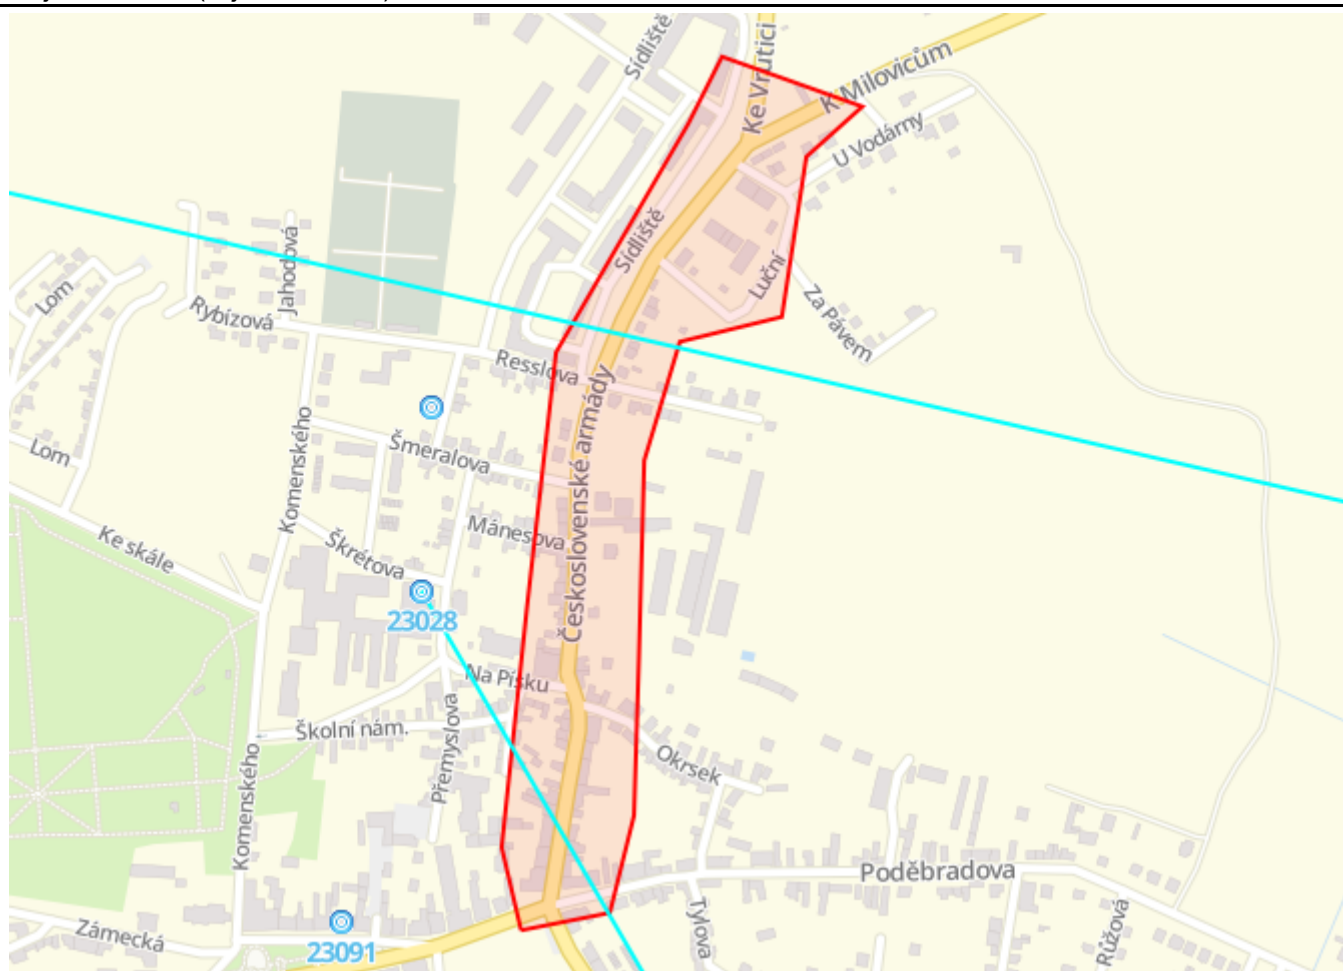 Sídliště
Ke Vrutici
K Milovicům
U Vodárny
Sídliště
Jahodová
Luční
Lom
Rybízová
Za Pávem
Resslova
Československé armády
Komenského
Šmeralova
Lom
Mánesova
Ke skále
Škrétova
23028
Na Písku
Školní nám.
Přemyslova
Okrsek
Komenského
Poděbradova
Zámecká
Týlova
Růžová
23091